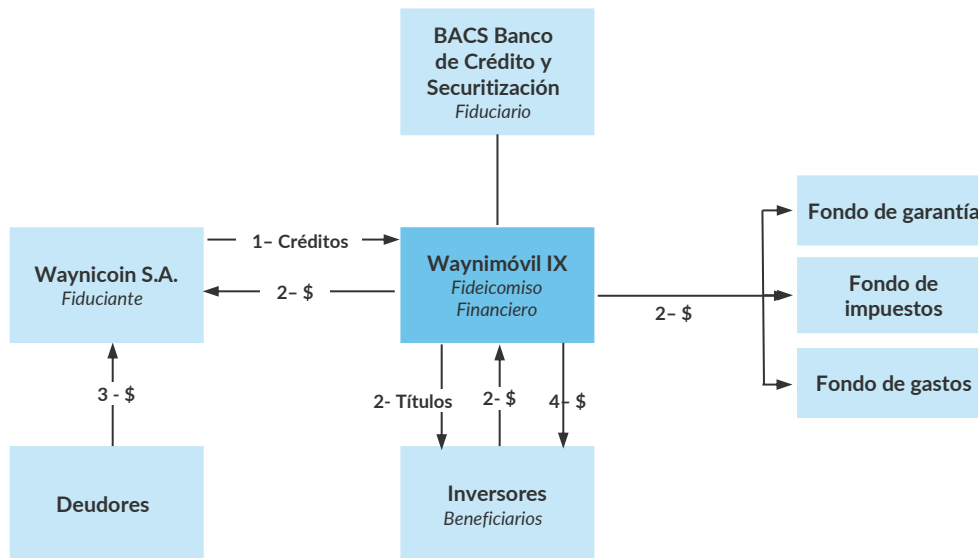 BACS Banco
de Crédito y
Securitización
Fiduciario
Fondo de garantía
1– Créditos
Waynicoin S.A.
Fiduciante
Waynimóvil IX
Fideicomiso
Financiero
2– $
2– $
Fondo de
impuestos
3 - $
2- Títulos
2- $
4– $
Fondo de gastos
Deudores
Inversores
Beneficiarios